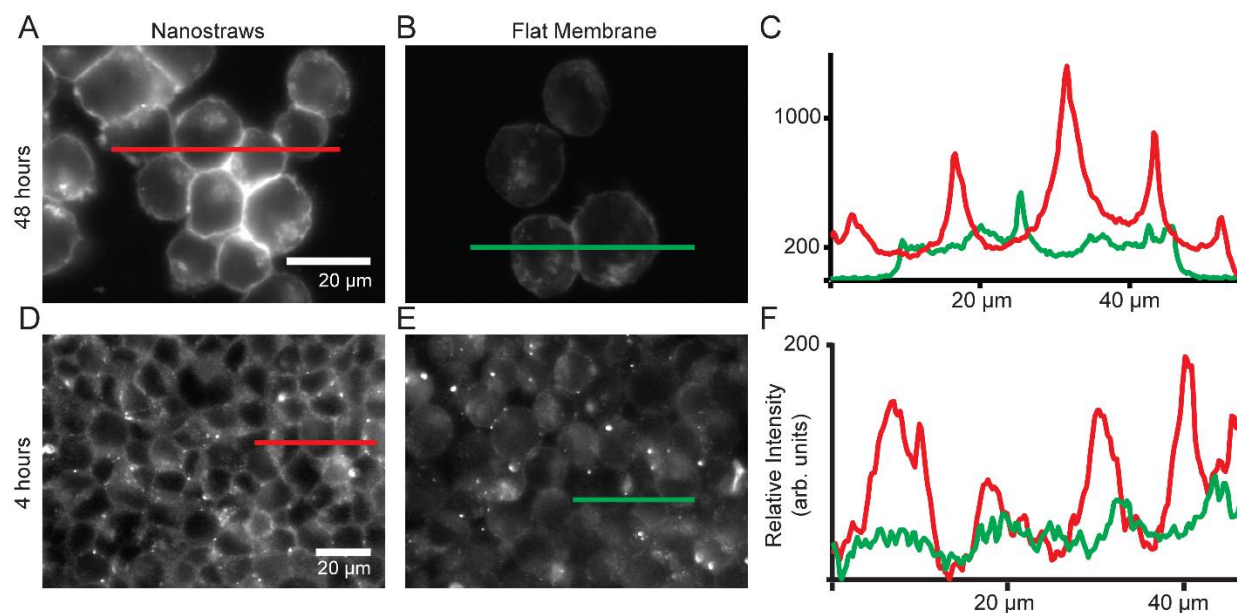 A
Nanostraws
B
Flat Membrane
C
48 hours
20 µm
1000
200
20 µm
40 µm
D
E
F
4 hours
20 µm
Relative Intensity
(arb. units)
200
20 µm
40 µm